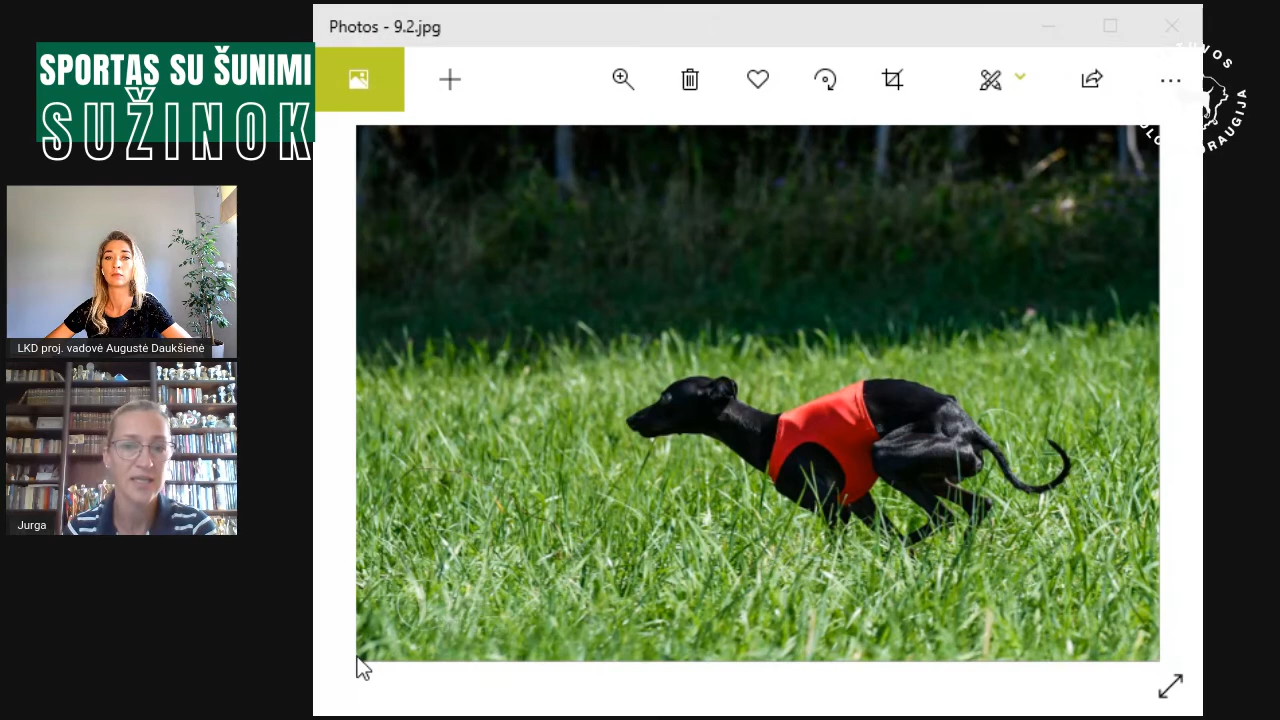 Photos - 9.2.jpg
SPORTAS SU ŠUNIMI
SUŽINOK
LKD proj. vadovė Augustė Daukšienė
Jurga